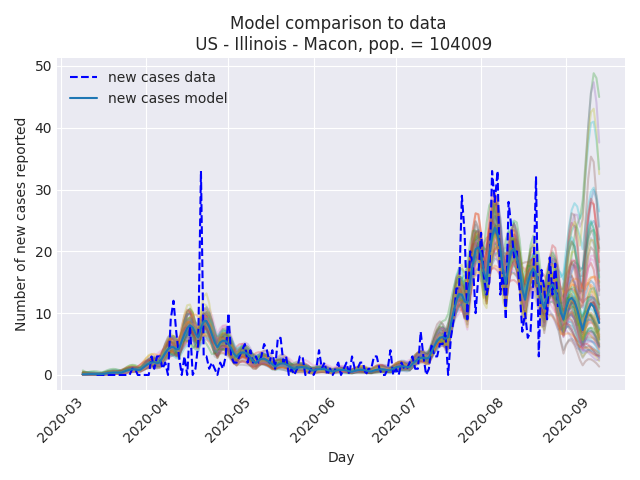 Model comparison to data
US - Illinois - Macon, pop. = 104009
new cases data
new cases model
Number of new cases reported
50
40
30
20
10
0
2020-03
2020-04
2020-05
2020-06
2020-07
2020-08
2020-09
Day